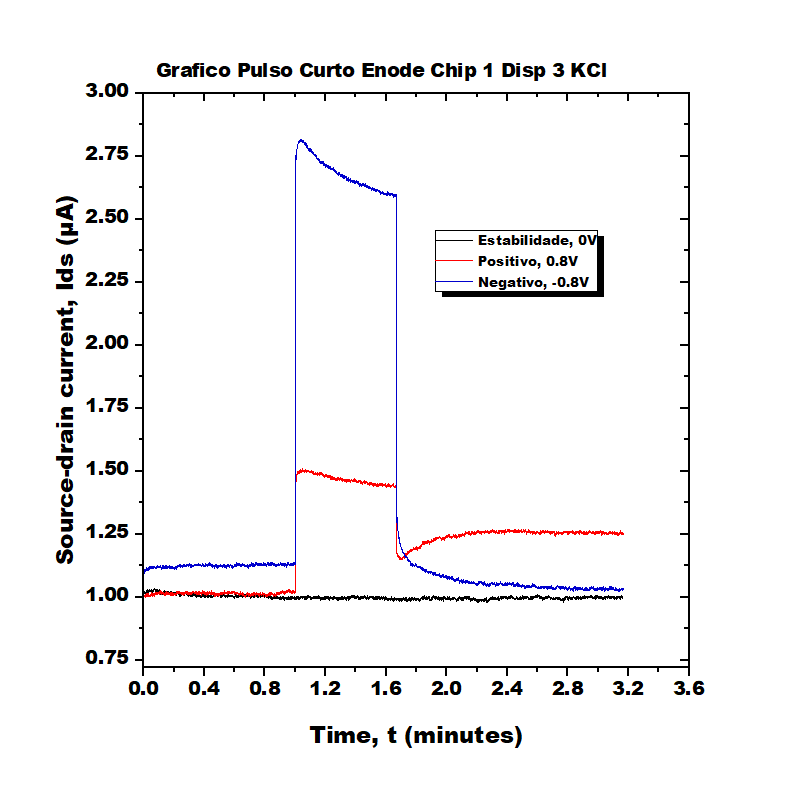 Grafico Pulso Curto Enode Chip 1 Disp 3 KCl
3.00
2.75
2.50
2.25
2.00
1.75
1.50
1.25
1.00
0.75
Source-drain current, Ids (µA)
Estabilidade, 0V
Positivo, 0.8V
Negativo, -0.8V
0.0 0.4 0.8 1.2 1.6 2.0 2.4 2.8 3.2 3.6
Time, t (minutes)